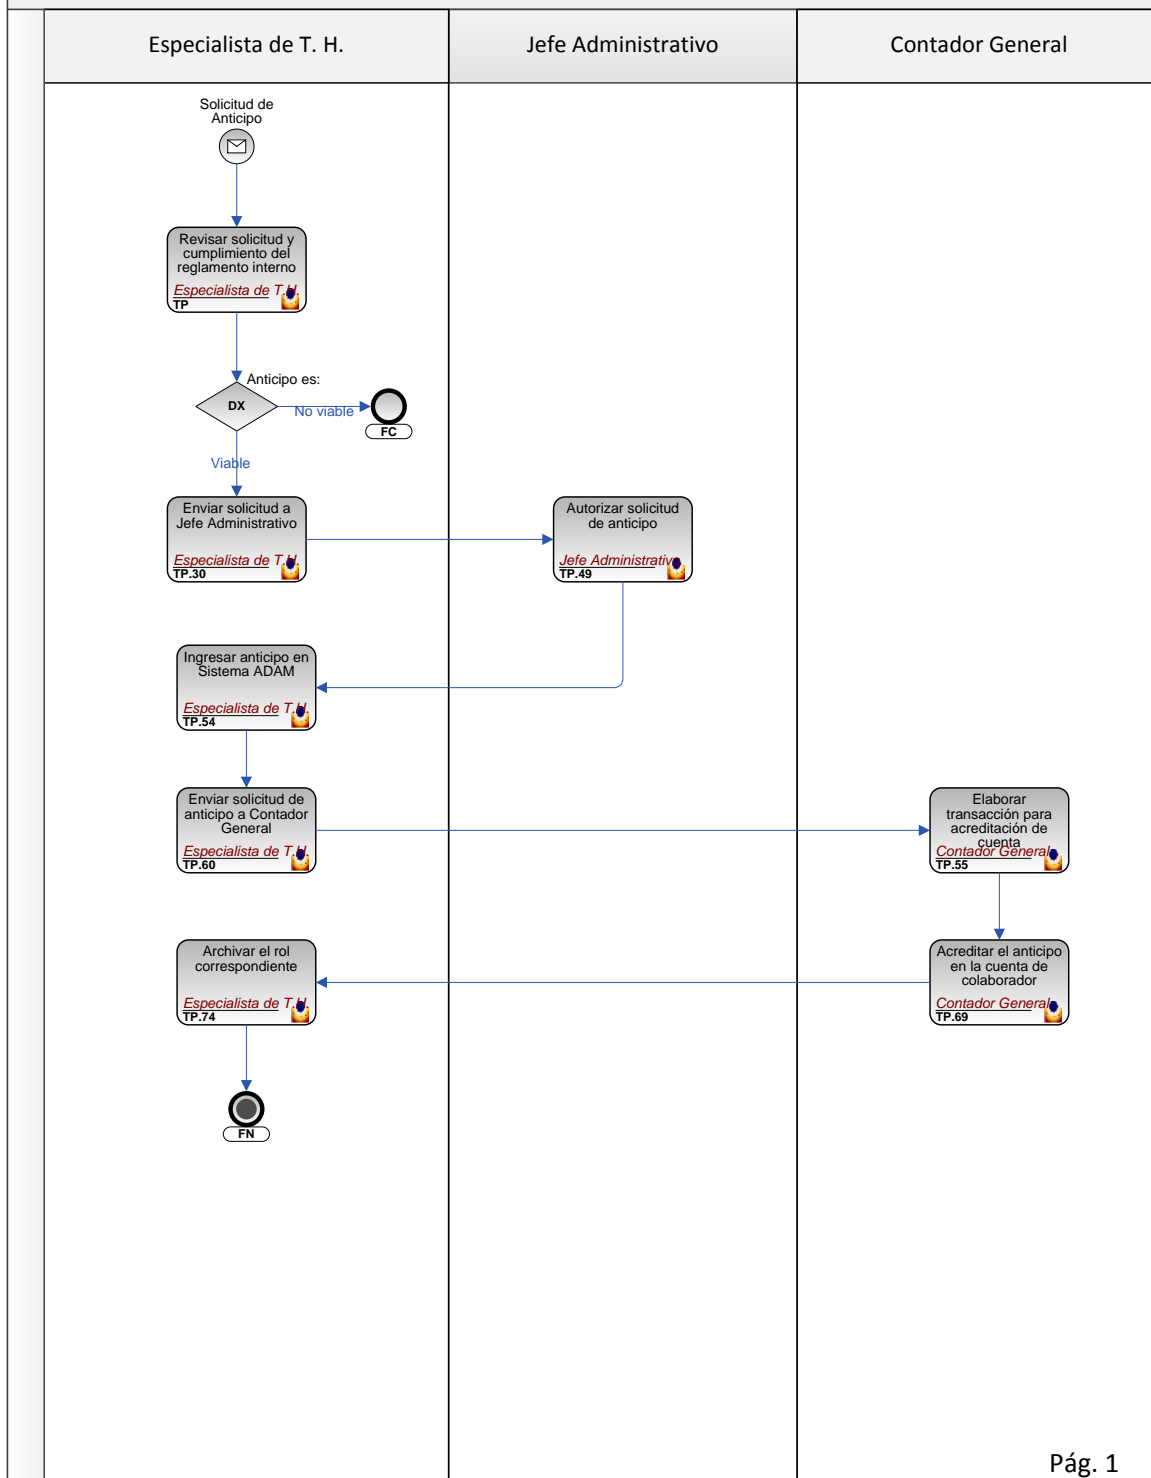 Especialista de T. H.
Jefe Administrativo
Contador General
Solicitud de
Anticipo
Revisar solicitud y
cumplimiento del
reglamento interno
Especialista de T.H.
TP
Anticipo es:
DX
No viable
FC
Viable
Enviar solicitud a
Jefe Administrativo
Especialista de T.H.
TP.30
Autorizar solicitud
de anticipo
Jefe Administrativo
TP.49
Ingresar anticipo en
Sistema ADAM
Especialista de T.H.
TP.54
Enviar solicitud de
anticipo a Contador
General
Especialista de T.H.
TP.60
Elaborar
transacción para
acreditación de
cuenta
Contador General
TP.55
Archivar el rol
correspondiente
Especialista de T.H.
TP.74
Acreditar el anticipo
en la cuenta de
colaborador
Contador General
TP.69
FN
Pág. 1